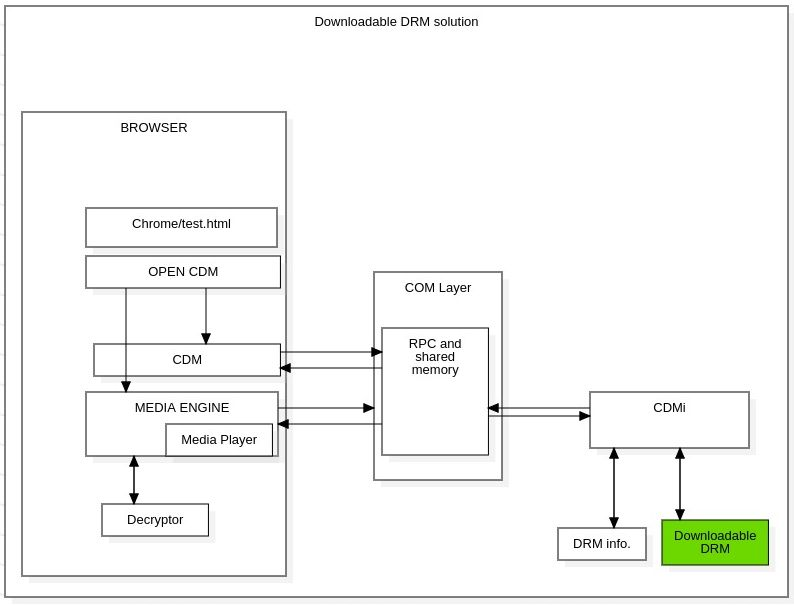 Downloadable DRM solution
BROWSER
Chrome/test.html
OPEN CDM
CDM
MEDIA ENGINE
Media Player
Decryptor
COM Layer
RPC and
shared
memory
CDMi
DRM info.
Downloadable
DRM